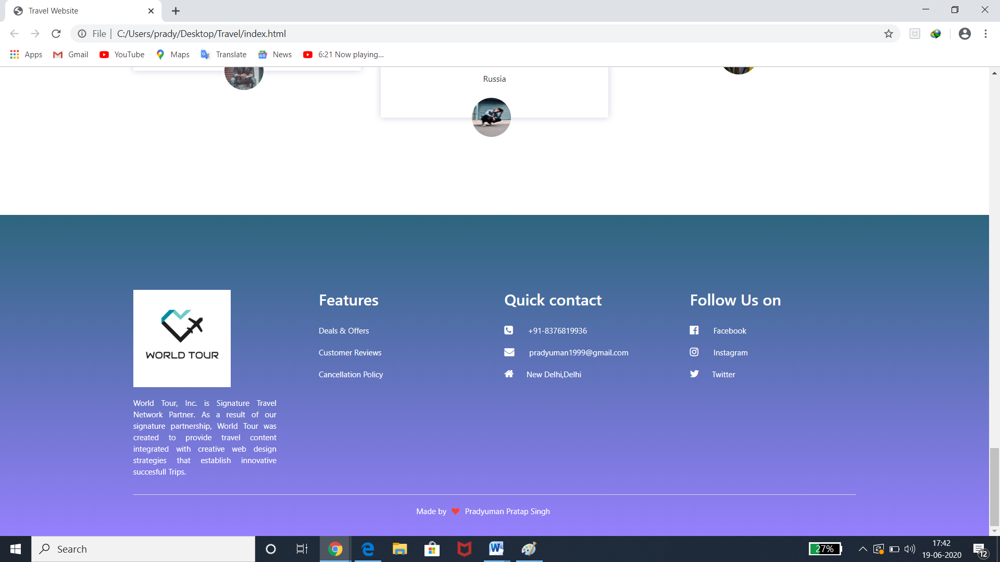 Travel Website
File | C:/Users/prady/Desktop/Travel/index.html
Apps Gmail YouTube Maps Translate News 6:21 Now playing...
Russia
WORLD TOUR
World Tour, Inc. is Signature Travel
Network Partner. As a result of our
signature partnership, World Tour was
created to provide travel content
integrated with creative web design
strategies that establish innovative
succesfull Trips.
Features
Deals & Offers
Customer Reviews
Cancellation Policy
Quick contact
+91-8376819936
pradyuman1999@gmail.com
New Delhi,Delhi
Follow Us on
Facebook
Instagram
Twitter
Made by ❤ Pradyuman Pratap Singh
Search
27%
17:42
19-06-2020
12